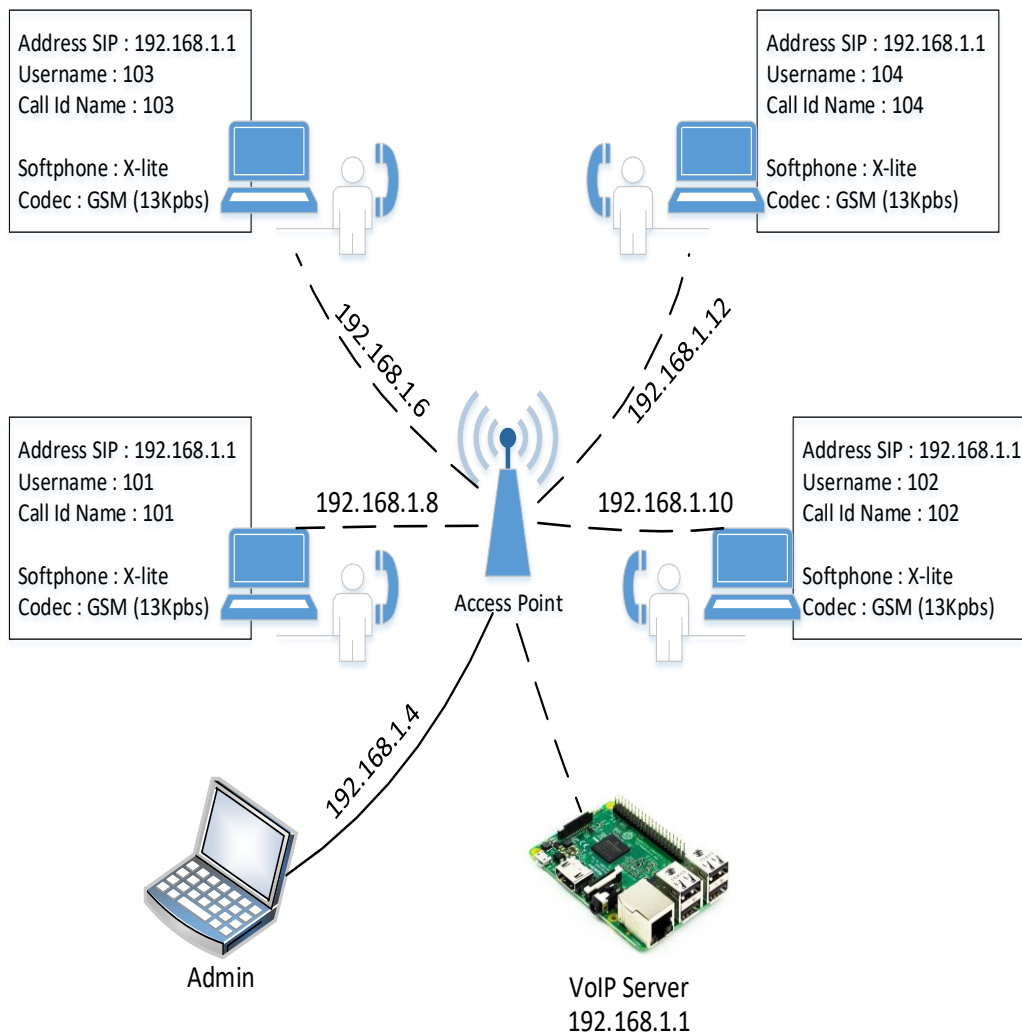 Address SIP : 192.168.1.1
Username : 103
Call Id Name : 103
Softphone : X-lite
Codec : GSM (13Kpbs)
Address SIP : 192.168.1.1
Username : 104
Call Id Name : 104
Softphone : X-lite
Codec : GSM (13Kpbs)
192.168.1.6
192.168.1.12
Address SIP : 192.168.1.1
Username : 101
Call Id Name : 101
Softphone : X-lite
Codec : GSM (13Kpbs)
192.168.1.8
192.168.1.10
Address SIP : 192.168.1.1
Username : 102
Call Id Name : 102
Softphone : X-lite
Codec : GSM (13Kpbs)
Access Point
192.168.1.4
Admin
VoIP Server
192.168.1.1